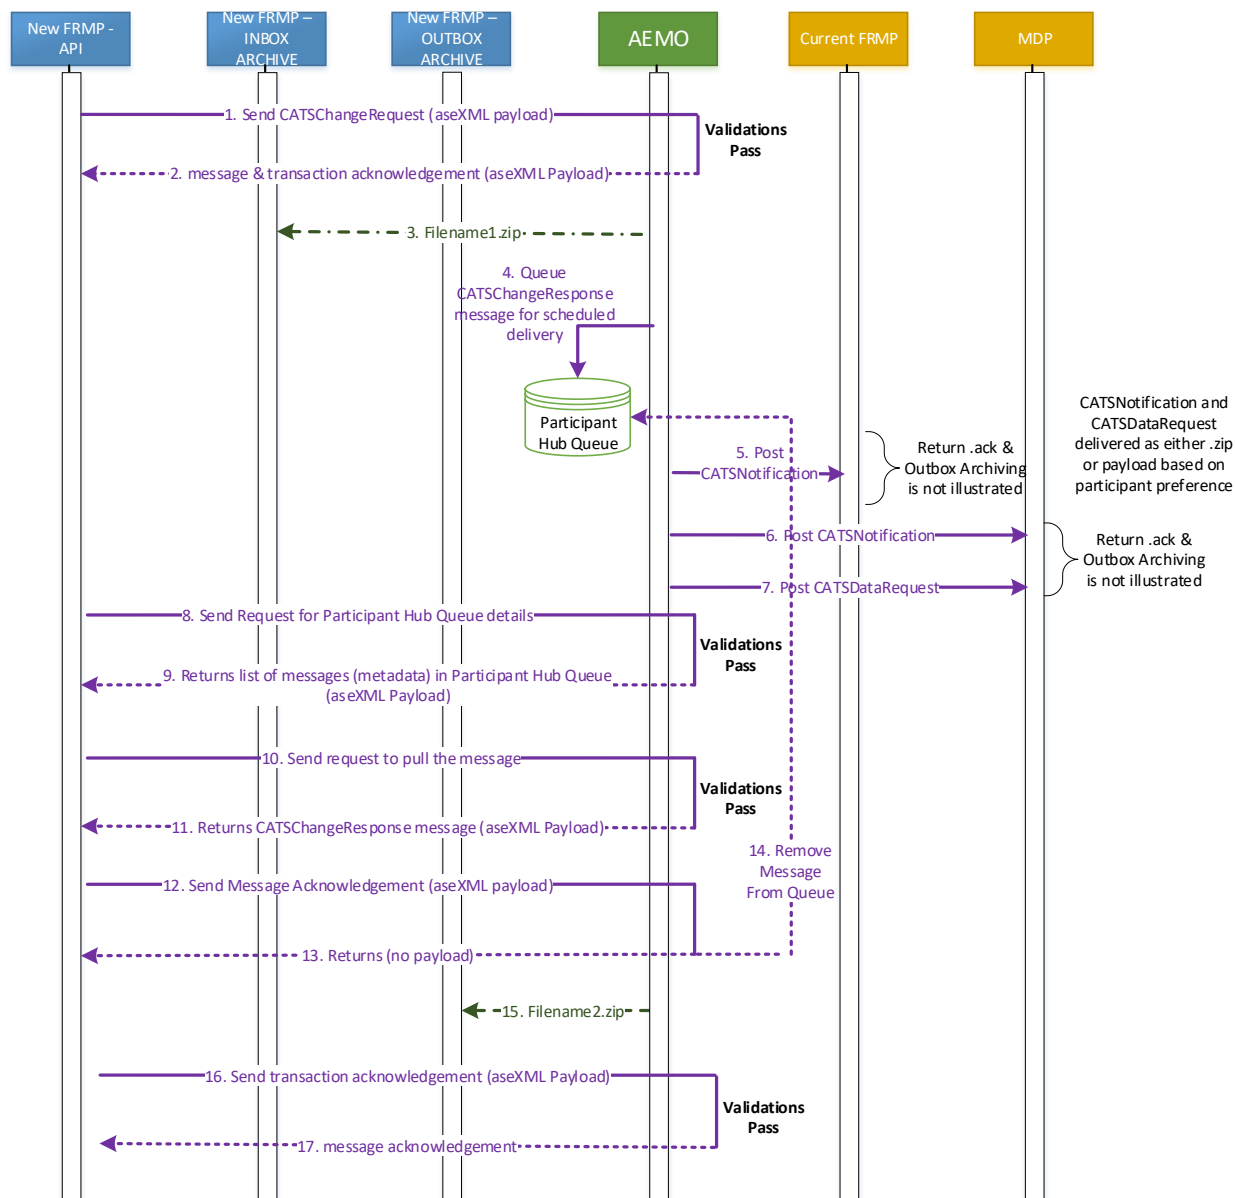 New FRMP -
API
New FRMP –
INBOX
ARCHIVE
New FRMP –
OUTBOX
ARCHIVE
AEMO
Current FRMP
MDP
1. Send CATSChangeRequest (aseXML payload)
Validations
Pass
2. message & transaction acknowledgement (aseXML Payload)
3. Filename1.zip
4. Queue
CATSChangeResponse
message for scheduled
delivery
Participant
Hub Queue
5. Post
CATSNotification
Return .ack &
Outbox Archiving
is not illustrated
CATSNotification and
CATSDataRequest
delivered as either .zip
or payload based on
participant preference
6. Post CATSNotification
Return .ack &
Outbox Archiving
is not illustrated
7. Post CATSDataRequest
8. Send Request for Participant Hub Queue details
Validations
Pass
9. Returns list of messages (metadata) in Participant Hub Queue
(aseXML Payload)
10. Send request to pull the message
Validations
Pass
11. Returns CATSChangeResponse message (aseXML Payload)
14. Remove
Message
From Queue
12. Send Message Acknowledgement (aseXML payload)
13. Returns (no payload)
15. Filename2.zip
16. Send transaction acknowledgement (aseXML Payload)
Validations
Pass
17. message acknowledgement